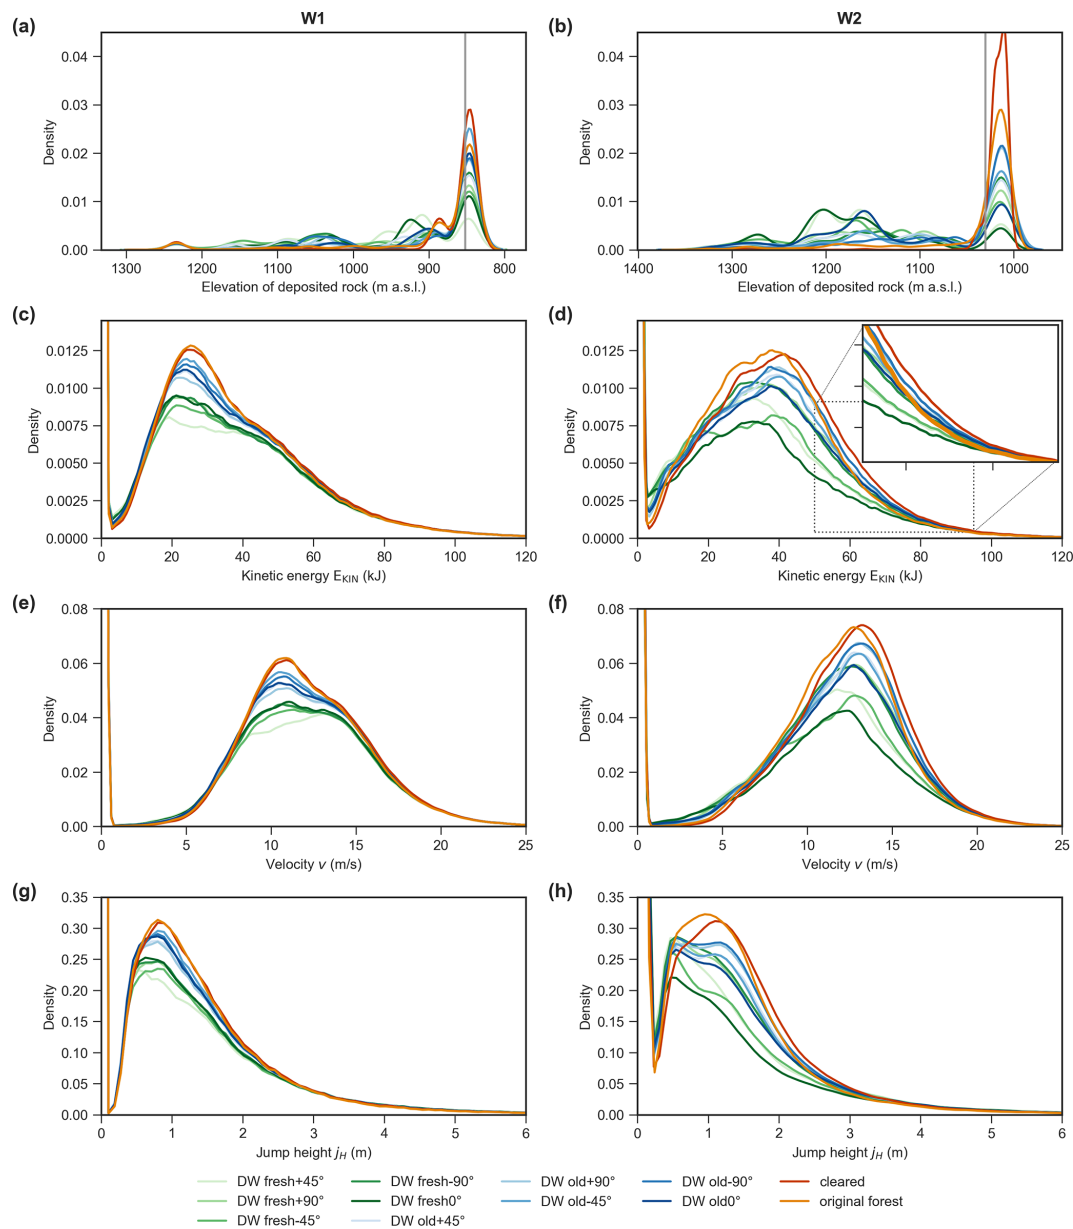 W1
W2
(a)
(b)
0.04
0.03
0.02
0.01
0.00
Density
1300
1200
1100
1000
900
800
Elevation of deposited rock (m a.s.l.)
0.04
0.03
0.02
0.01
0.00
Density
1400
1300
1200
1100
1000
Elevation of deposited rock (m a.s.l.)
(c)
(d)
0.0125
0.0100
0.0075
0.0050
0.0025
0.0000
Density
0
20
40
60
80
100
120
Kinetic energy E_KIN (kJ)
0.0125
0.0100
0.0075
0.0050
0.0025
0.0000
Density
0
20
40
60
80
100
120
Kinetic energy E_KIN (kJ)
(e)
(f)
0.08
0.06
0.04
0.02
0.00
Density
0
5
10
15
20
25
Velocity v (m/s)
0.08
0.06
0.04
0.02
0.00
Density
0
5
10
15
20
25
Velocity v (m/s)
(g)
(h)
0.35
0.30
0.25
0.20
0.15
0.10
0.05
0.00
Density
0
1
2
3
4
5
6
Jump height j_H (m)
0.35
0.30
0.25
0.20
0.15
0.10
0.05
0.00
Density
0
1
2
3
4
5
6
Jump height j_H (m)
DW fresh+45°
DW fresh+90°
DW fresh-45°
DW fresh-90°
DW fresh0°
DW old+45°
DW old+90°
DW old-45°
DW old-90°
DW old0°
cleared
original forest